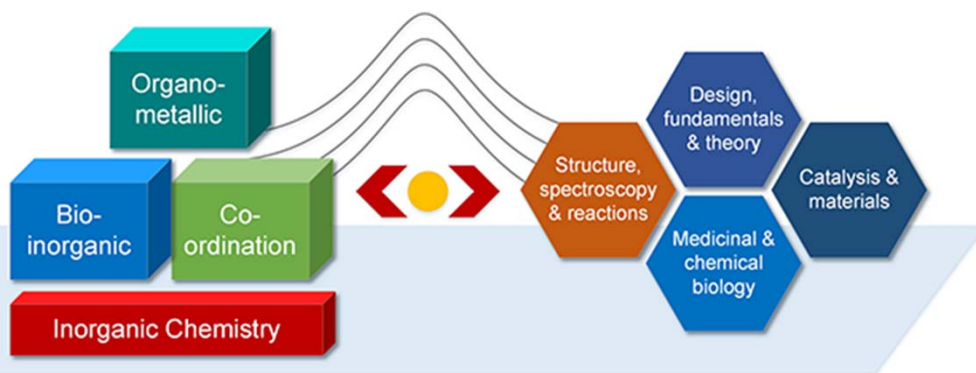 Organo-
metallic
Bio-
inorganic
Co-
ordination
Inorganic Chemistry
Structure,
spectroscopy
& reactions
Design,
fundamentals
& theory
Medicinal &
chemical
biology
Catalysis &
materials